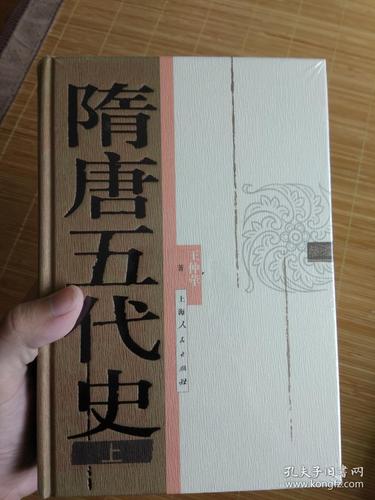 隋唐五代史
上
王仲荦
著
上海人民出版社
孔夫子旧书网
www.kongfz.com